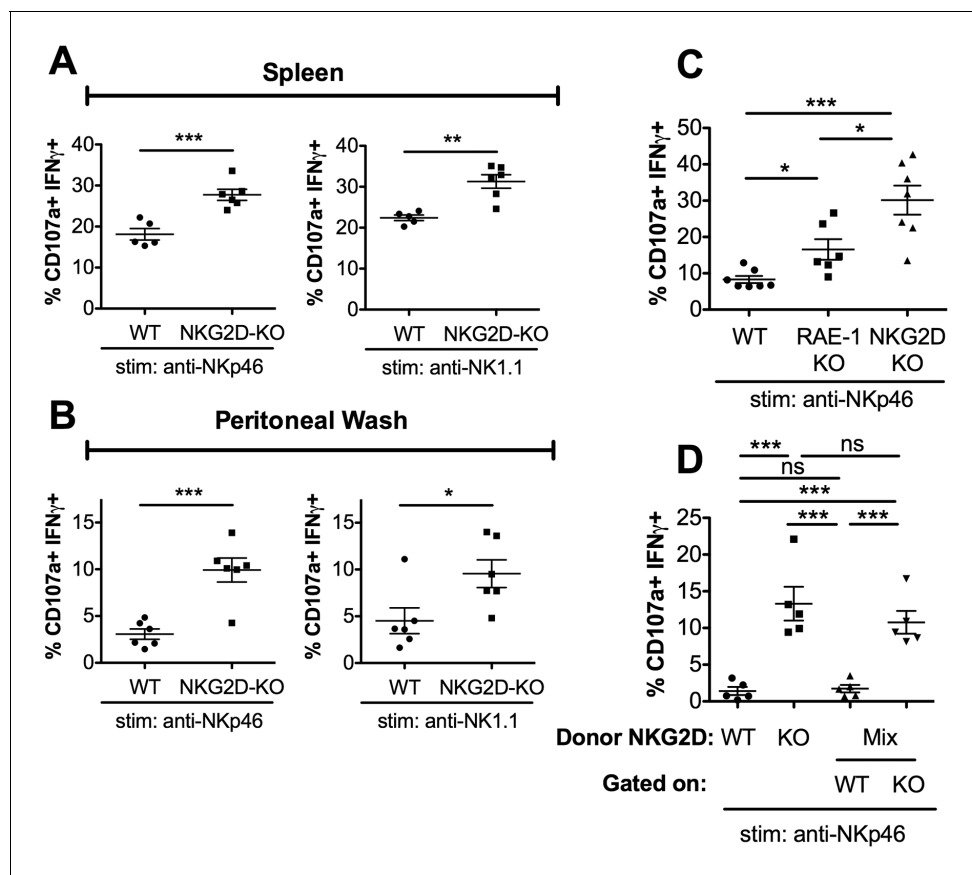 A
Spleen
% CD107a+ IFNγ+
40
30
20
10
0
***
WT NKG2D-KO
stim: anti-NKp46
% CD107a+ IFNγ+
40
30
20
10
0
**
WT NKG2D-KO
stim: anti-NK1.1
B
Peritoneal Wash
% CD107a+ IFNγ+
15
10
5
0
***
WT NKG2D-KO
stim: anti-NKp46
% CD107a+ IFNγ+
15
10
5
0
*
WT NKG2D-KO
stim: anti-NK1.1
C
% CD107a+ IFNγ+
50
40
30
20
10
0
***
*
*
WT RAE-1 NKG2D
KO KO
stim: anti-NKp46
D
% CD107a+ IFNγ+
25
20
15
10
5
0
*** ns
ns
***
*** ***
Donor NKG2D: WT KO Mix
Gated on: WT KO
stim: anti-NKp46